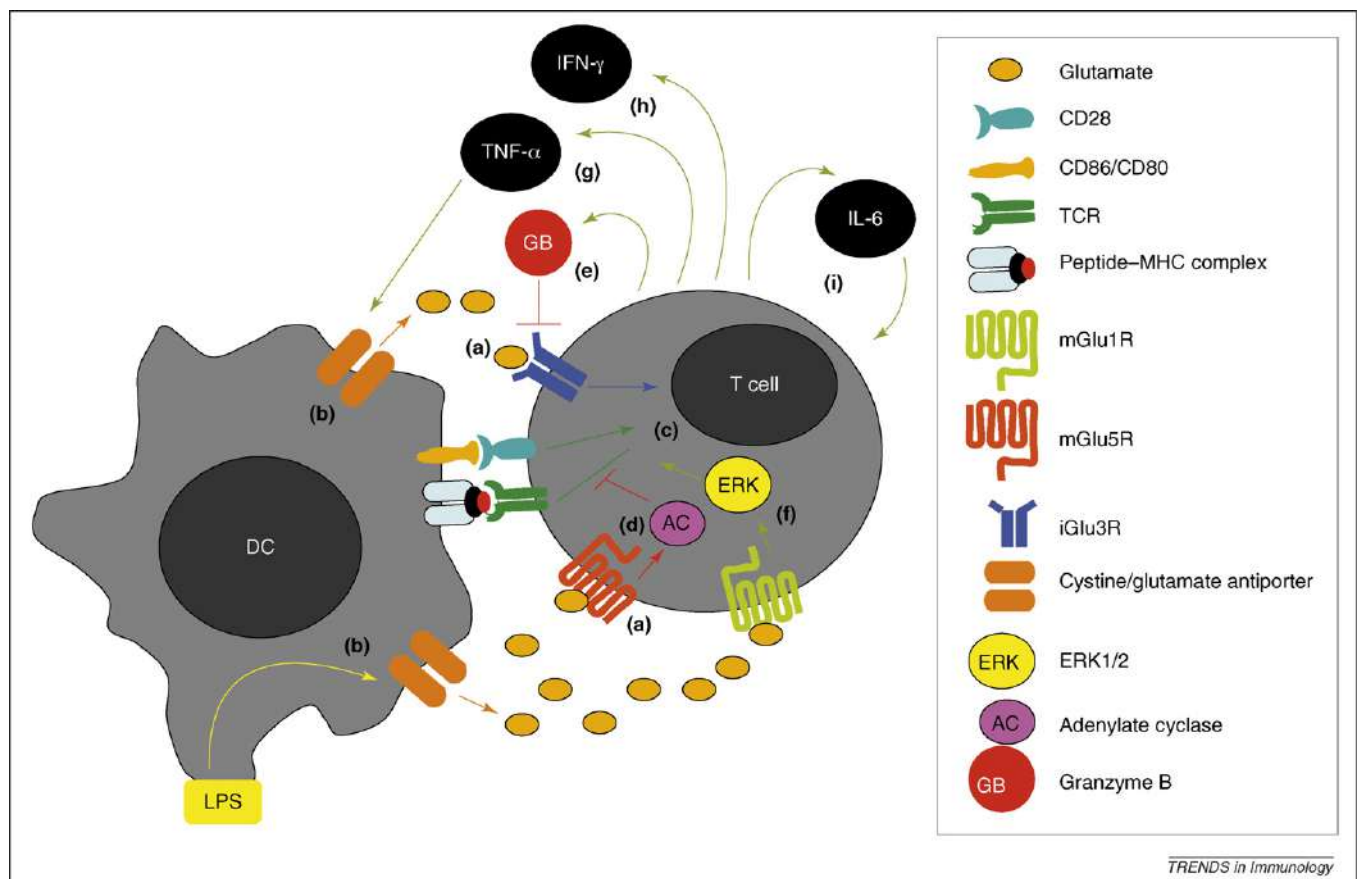 IFN-γ
(h)
TNF-α
(g)
GB
(e)
IL-6
(i)
(a)
(b)
T cell
(c)
ERK
(f)
AC
(d)
DC
(a)
(b)
LPS
Glutamate
CD28
CD86/CD80
TCR
Peptide–MHC complex
mGlu1R
mGlu5R
iGlu3R
Cystine/glutamate antiporter
ERK ERK1/2
AC Adenylate cyclase
GB Granzyme B
TRENDS in Immunology